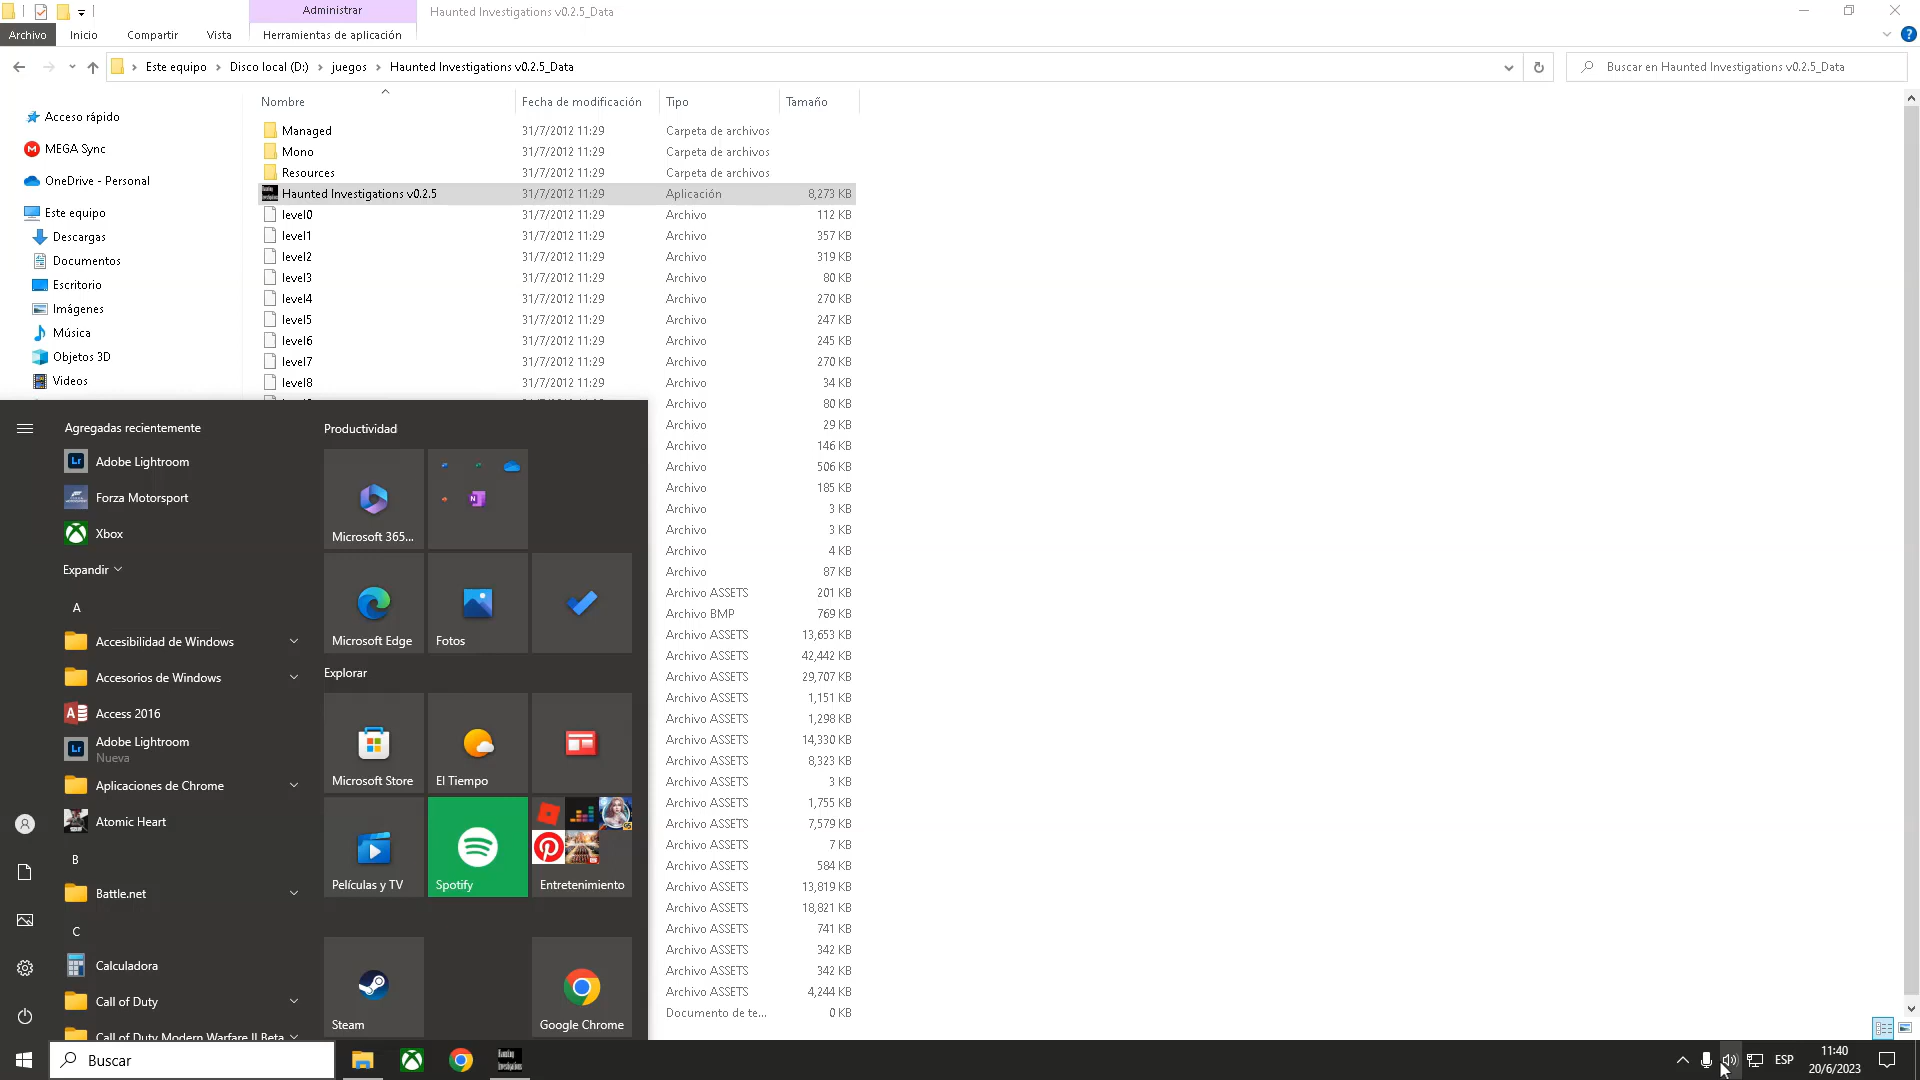 Administrar
Haunted Investigations v0.2.5_Data
Archivo
Inicio
Compartir
Vista
Herramientas de aplicación
Este equipo
Disco local (D:)
juegos
Haunted Investigations v0.2.5_Data
Buscar en Haunted Investigations v0.2.5_Data
Nombre
Fecha de modificación
Tipo
Tamaño
Acceso rápido
MEGA Sync
OneDrive - Personal
Este equipo
Descargas
Documentos
Escritorio
Imágenes
Música
Objetos 3D
Videos
Managed 31/7/2012 11:29 Carpeta de archivos
Mono 31/7/2012 11:29 Carpeta de archivos
Resources 31/7/2012 11:29 Carpeta de archivos
Haunted Investigations v0.2.5 31/7/2012 11:29 Aplicación 8,273 KB
level0 31/7/2012 11:29 Archivo 112 KB
level1 31/7/2012 11:29 Archivo 357 KB
level2 31/7/2012 11:29 Archivo 319 KB
level3 31/7/2012 11:29 Archivo 80 KB
level4 31/7/2012 11:29 Archivo 270 KB
level5 31/7/2012 11:29 Archivo 247 KB
level6 31/7/2012 11:29 Archivo 245 KB
level7 31/7/2012 11:29 Archivo 270 KB
level8 31/7/2012 11:29 Archivo 34 KB
Archivo 80 KB
Archivo 29 KB
Archivo 146 KB
Archivo 506 KB
Archivo 185 KB
Archivo 3 KB
Archivo 3 KB
Archivo 4 KB
Archivo 87 KB
Archivo ASSETS 201 KB
Archivo BMP 769 KB
Archivo ASSETS 13,653 KB
Archivo ASSETS 42,442 KB
Archivo ASSETS 29,707 KB
Archivo ASSETS 1,151 KB
Archivo ASSETS 1,298 KB
Archivo ASSETS 14,330 KB
Archivo ASSETS 8,323 KB
Archivo ASSETS 3 KB
Archivo ASSETS 1,755 KB
Archivo ASSETS 7,579 KB
Archivo ASSETS 7 KB
Archivo ASSETS 584 KB
Archivo ASSETS 13,819 KB
Archivo ASSETS 18,821 KB
Archivo ASSETS 741 KB
Archivo ASSETS 342 KB
Archivo ASSETS 342 KB
Archivo ASSETS 4,244 KB
Documento de te... 0 KB
Agregadas recientemente
Adobe Lightroom
Forza Motorsport
Xbox
Expandir
A
Accesibilidad de Windows
Accesorios de Windows
Access 2016
Adobe Lightroom
Nueva
Aplicaciones de Chrome
Atomic Heart
B
Battle.net
C
Calculadora
Call of Duty
Call of Duty Modern Warfare II Beta
Productividad
Microsoft 365...
Microsoft Edge
Fotos
Explorar
Microsoft Store
El Tiempo
Películas y TV
Spotify
Entretenimiento
Steam
Google Chrome
Buscar
ESP
11:40
20/6/2023